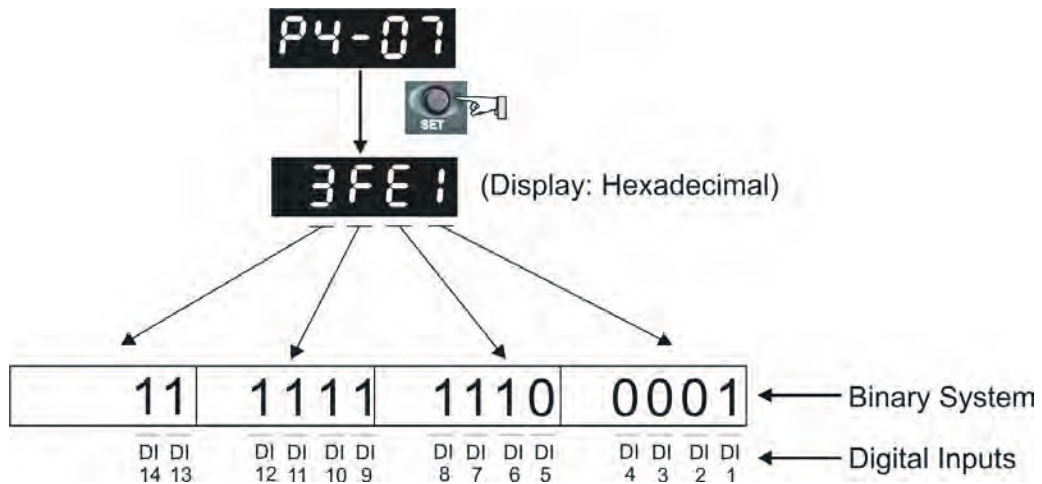 P4-07
SET
3FE1 (Display: Hexadecimal)
11 1111 1110 0001 Binary System
DI DI DI DI DI DI DI DI DI DI DI DI DI DI Digital Inputs
14 13 12 11 10 9 8 7 6 5 4 3 2 1